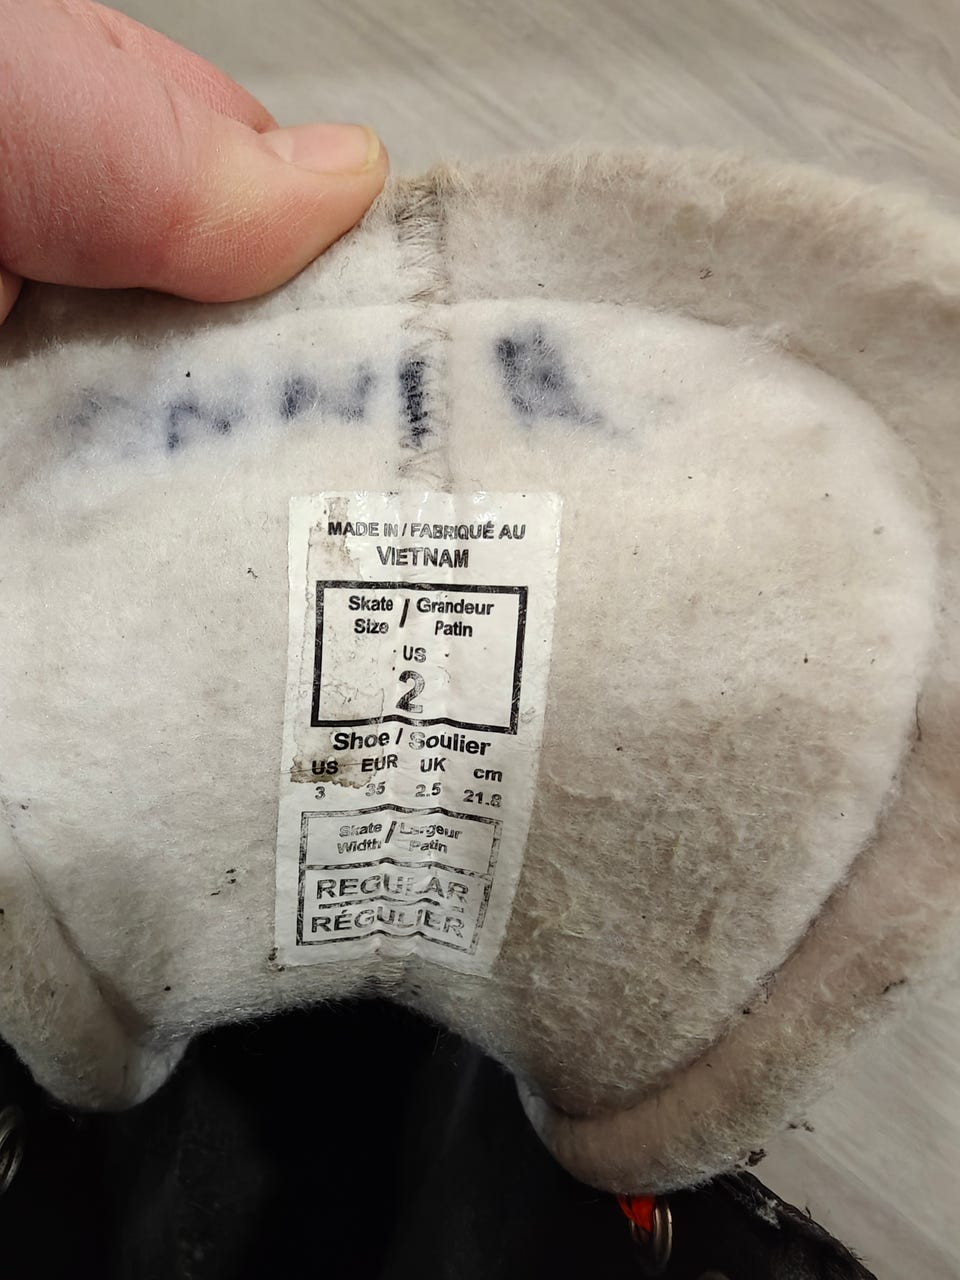 MADE IN / FABRIQUÉ AU
VIETNAM
Skate / Grandeur
Size Patin
US
2
Shoe / Soulier
US EUR UK cm
3 35 2.5 21.8
Skate / Largeur
Width Patin
REGULAR
RÉGULIER